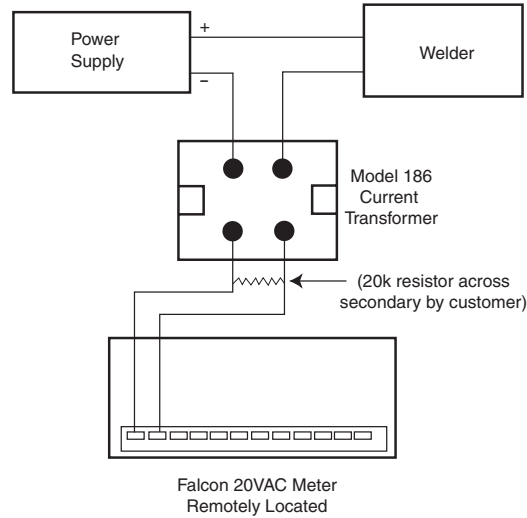 Power
Supply
+
–
Welder
Model 186
Current
Transformer
(20k resistor across
secondary by customer)
Falcon 20VAC Meter
Remotely Located